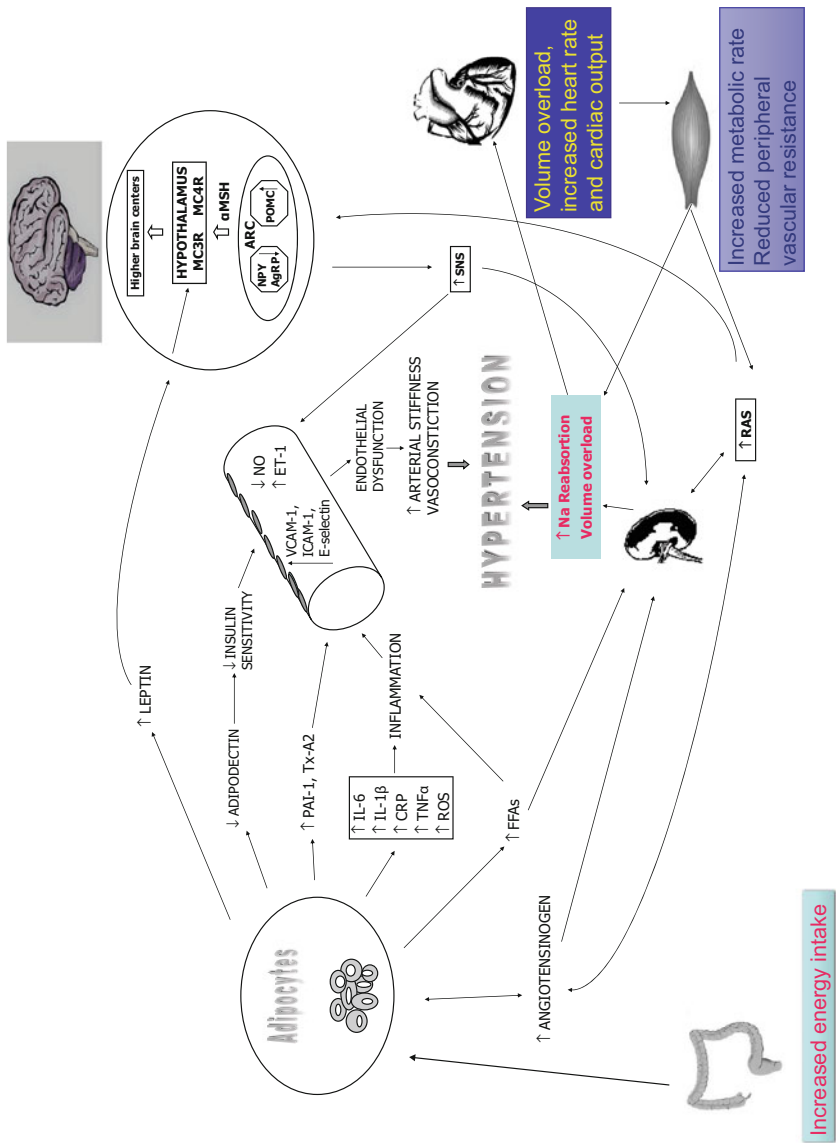 Higher brain centers
HYPOTHALAMUS
MC3R MC4R
⇧ αMSH
ARC
NPY
AgRP↓
POMC↑
↑ LEPTIN
↓ ADIPODECTIN
↓ INSULIN
SENSITIVITY
↑ PAI-1, Tx-A2
↑ IL-6
↑ IL-1β
↑ CRP
↑ TNFα
↑ ROS
INFLAMMATION
↑ FFAs
↑ ANGIOTENSINOGEN
Adipocytes
↓ NO
↑ ET-1
VCAM-1,
ICAM-1,
E-selectin
ENDOTHELIAL
DYSFUNCTION
↑ ARTERIAL STIFFNESS
VASOCONSTICTION
HYPERTENSION
↑ SNS
↑ Na Reabsortion
Volume overload
↑ RAS
Volume overload,
increased heart rate
and cardiac output
Increased metabolic rate
Reduced peripheral
vascular resistance
Increased energy intake